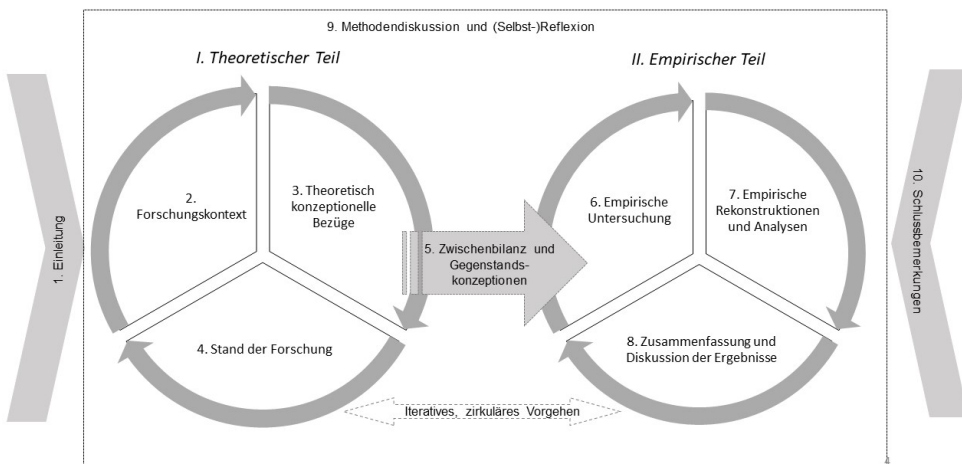 9. Methodendiskussion und (Selbst-)Reflexion
I. Theoretischer Teil
II. Empirischer Teil
1. Einleitung
2.
Forschungskontext
3. Theoretisch
konzeptionelle
Bezüge
4. Stand der Forschung
5. Zwischenbilanz und
Gegenstands-
konzeptionen
6. Empirische
Untersuchung
7. Empirische
Rekonstruktionen
und Analysen
8. Zusammenfassung und
Diskussion der Ergebnisse
Iteratives, zirkuläres Vorgehen
10. Schlussbemerkungen
4